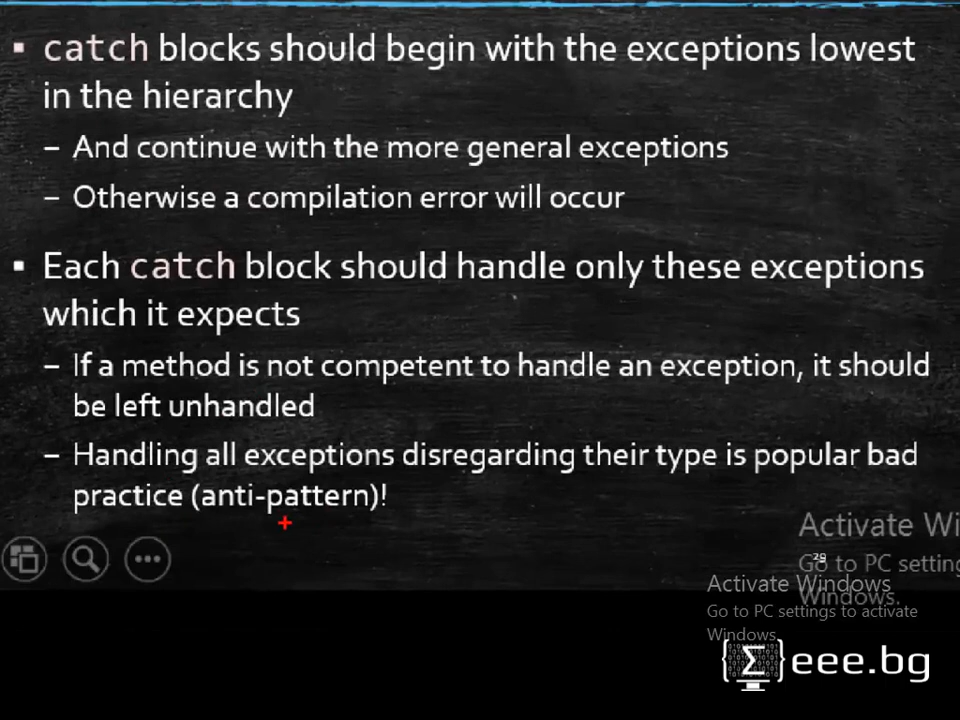 ▪ catch blocks should begin with the exceptions lowest
in the hierarchy
– And continue with the more general exceptions
– Otherwise a compilation error will occur
▪ Each catch block should handle only these exceptions
which it expects
– If a method is not competent to handle an exception, it should
be left unhandled
– Handling all exceptions disregarding their type is popular bad
practice (anti-pattern)!
Activate Wi
29
Go to PC setting
Windows.
Activate Windows
Go to PC settings to activate
Windows.
{Σ}eee.bg